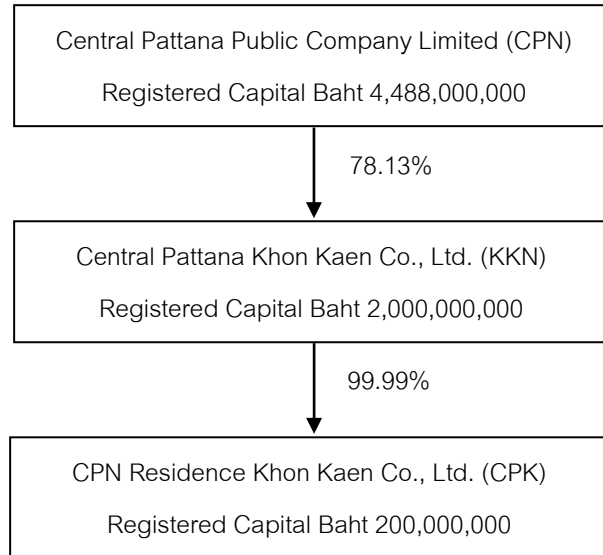 Central Pattana Public Company Limited (CPN)
Registered Capital Baht 4,488,000,000
78.13%
Central Pattana Khon Kaen Co., Ltd. (KKN)
Registered Capital Baht 2,000,000,000
99.99%
CPN Residence Khon Kaen Co., Ltd. (CPK)
Registered Capital Baht 200,000,000